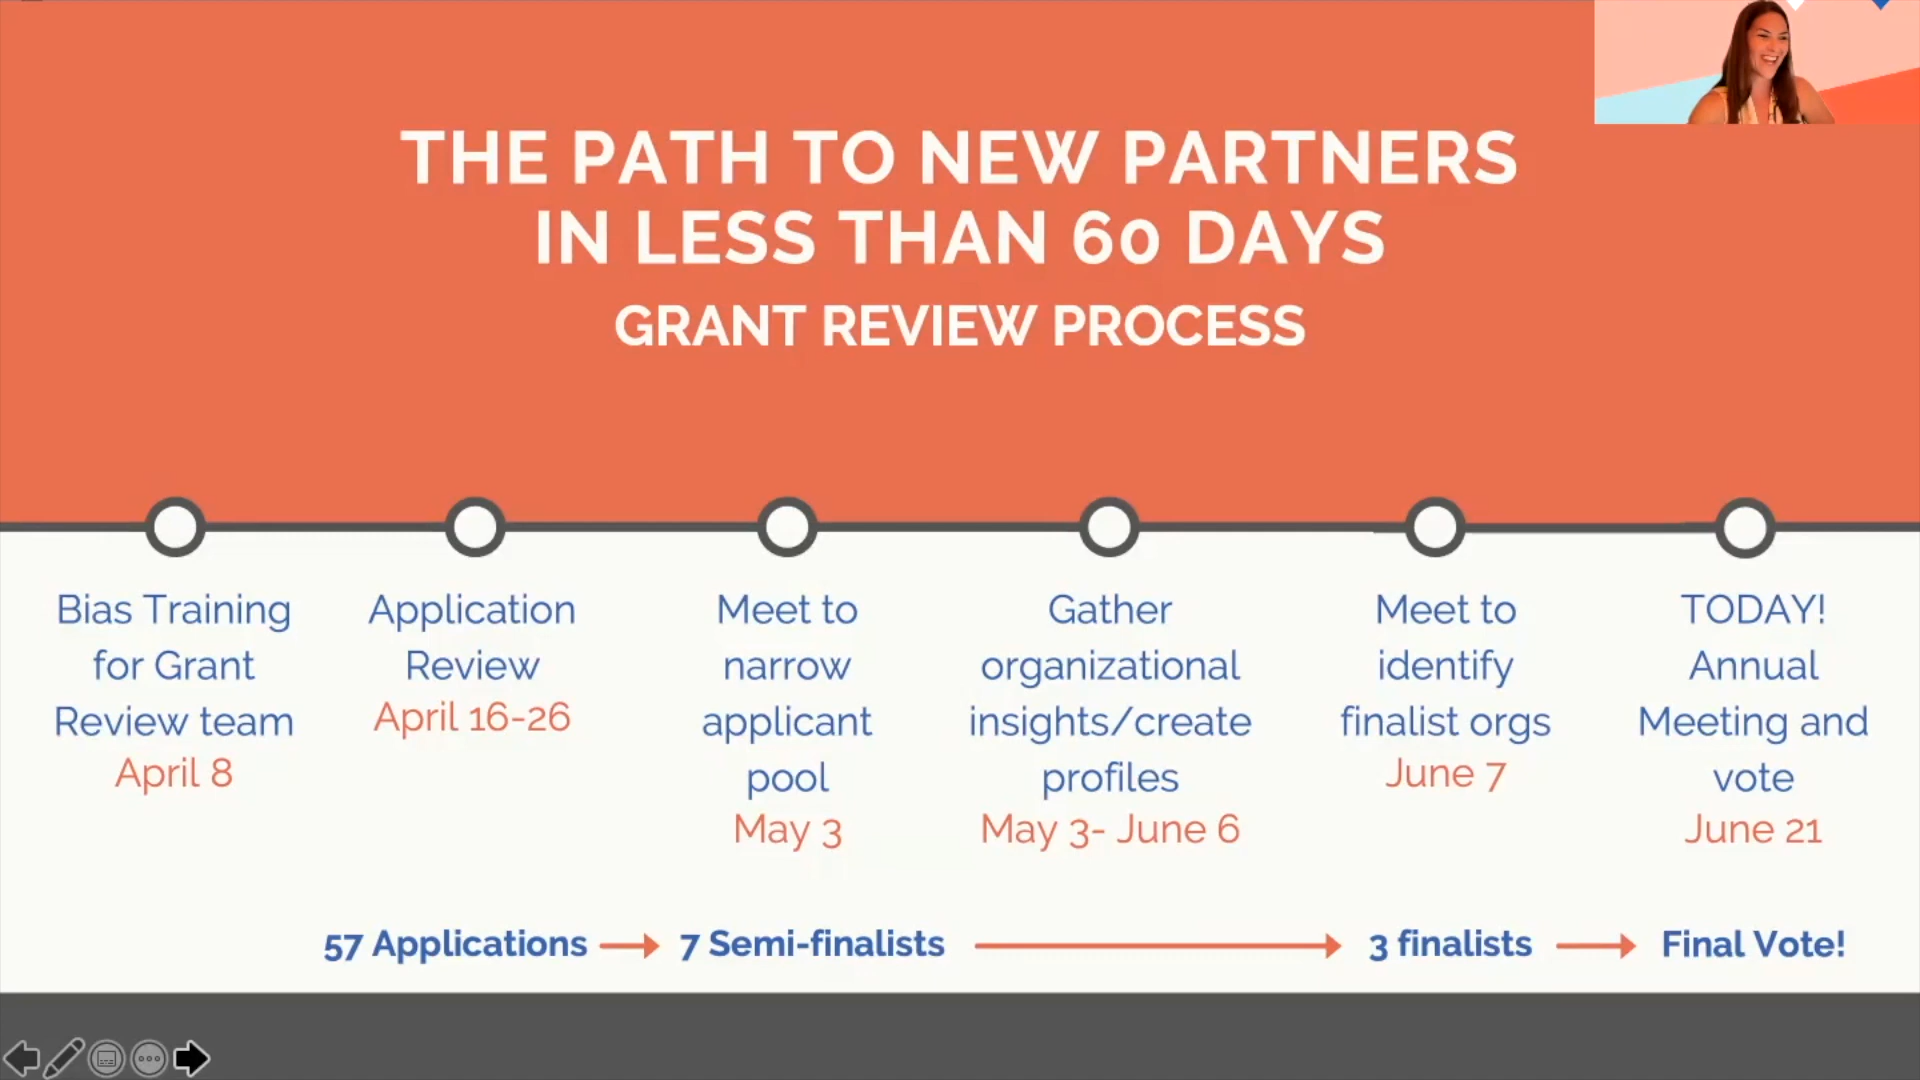 THE PATH TO NEW PARTNERS
IN LESS THAN 60 DAYS
GRANT REVIEW PROCESS
Bias Training
for Grant
Review team
April 8
Application
Review
April 16-26
Meet to
narrow
applicant
pool
May 3
Gather
organizational
insights/create
profiles
May 3- June 6
Meet to
identify
finalist orgs
June 7
TODAY!
Annual
Meeting and
vote
June 21
57 Applications
7 Semi-finalists
3 finalists
Final Vote!